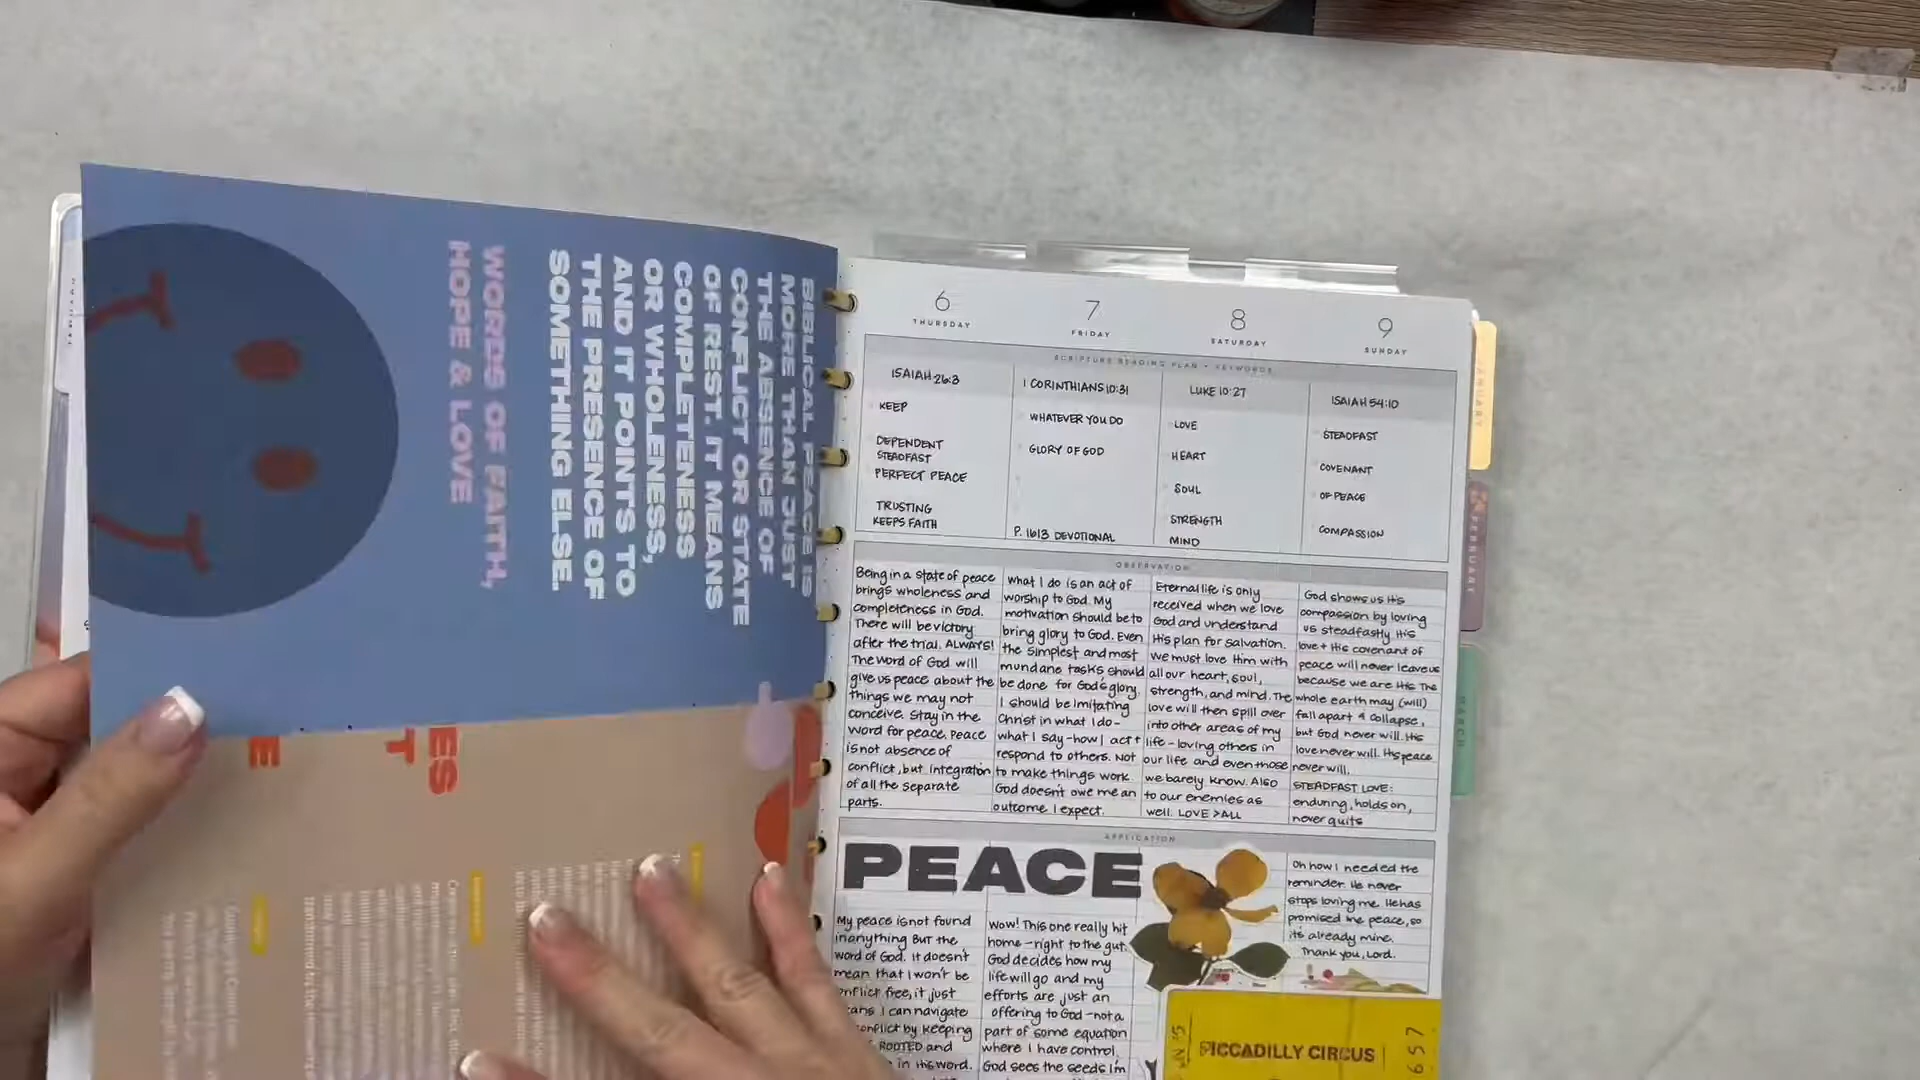 BIBLICAL PEACE IS
MORE THAN JUST
THE ABSENCE OF
CONFLICT OR STATE
OF REST. IT MEANS
COMPLETENESS
OR WHOLENESS,
AND IT POINTS TO
THE PRESENCE OF
SOMETHING ELSE.
WORDS OF FAITH,
HOPE & LOVE
ES
T
E
6
THURSDAY
7
FRIDAY
8
SATURDAY
9
SUNDAY
SCRIPTURE READING PLAN + KEYWORDS
ISAIAH 26:3
KEEP
DEPENDENT
STEADFAST
PERFECT PEACE
TRUSTING
KEEPS FAITH
1 CORINTHIANS 10:31
WHATEVER YOU DO
GLORY OF GOD
P. 1613 DEVOTIONAL
LUKE 10:27
LOVE
HEART
SOUL
STRENGTH
MIND
ISAIAH 54:10
STEADFAST
COVENANT
OF PEACE
COMPASSION
OBSERVATION
Being in a state of peace
brings wholeness and
completeness in God.
There will be victory
after the trial. ALWAYS!
The word of God will
give us peace about the
things we may not
conceive. Stay in the
word for peace. Peace
is not absence of
conflict, but integration
of all the separate
parts.
What I do is an act of
worship to God. My
motivation should be to
bring glory to God. Even
the simplest and most
mundane tasks should
be done for God's glory.
I should be imitating
Christ in what I do-
what I say-how I act +
respond to others. Not
to make things work.
God doesn't owe me an
outcome I expect.
Eternal life is only
received when we love
God and understand
His plan for salvation.
We must love Him with
all our heart, soul,
strength, and mind. The
love will then spill over
into other areas of my
life-loving others in
our life and even those
we barely know. Also
to our enemies as
well. LOVE > ALL
God shows us His
compassion by loving
us steadfastly. His
love + His covenant of
peace will never leave us
because we are His. The
whole earth may (will)
fall apart & collapse,
but God never will. His
love never will. His peace
never will.
STEADFAST LOVE:
enduring, holds on,
never quits
APPLICATION
PEACE
My peace is not found
in anything BUT the
word of God. It doesn't
mean that I won't be
conflict free, it just
I can navigate
conflict by keeping
ROOTED and
in His word.
Wow! This one really hit
home-right to the gut.
God decides how my
life will go and my
efforts are just an
offering to God-not a
part of some equation
where I have control.
God sees the seeds I'm
Oh how I needed the
reminder. He never
stops loving me. He has
promised me peace, so
it's already mine.
Thank you, Lord.
PICCADILLY CIRCUS
657
JANUARY
FEBRUARY
MARCH